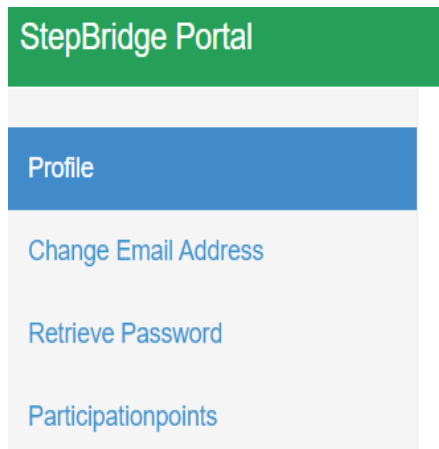 StepBridge Portal
Profile
Change Email Address
Retrieve Password
Participationpoints